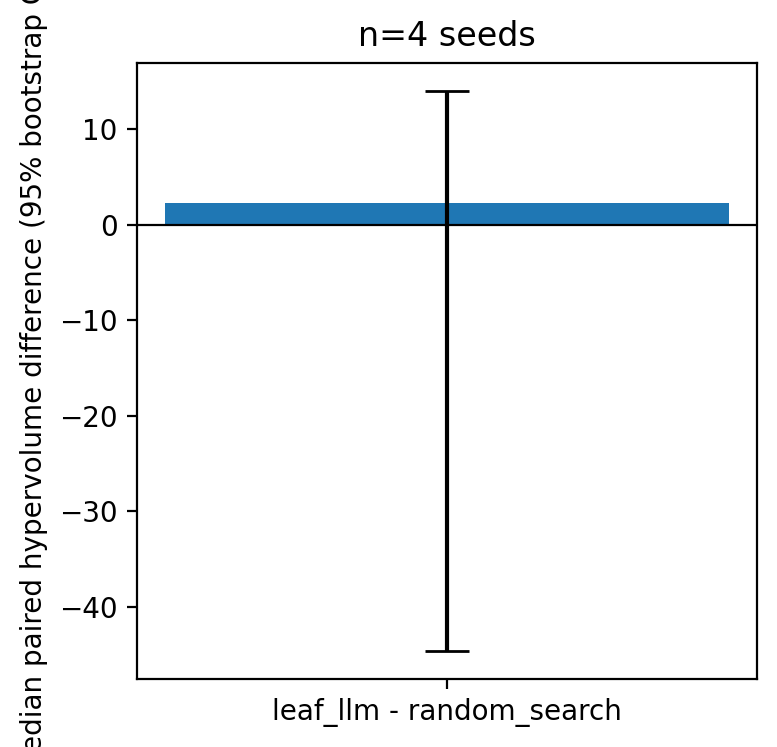 n=4 seeds
edian paired hypervolume difference (95% bootstrap
10
0
−10
−20
−30
−40
leaf_llm - random_search